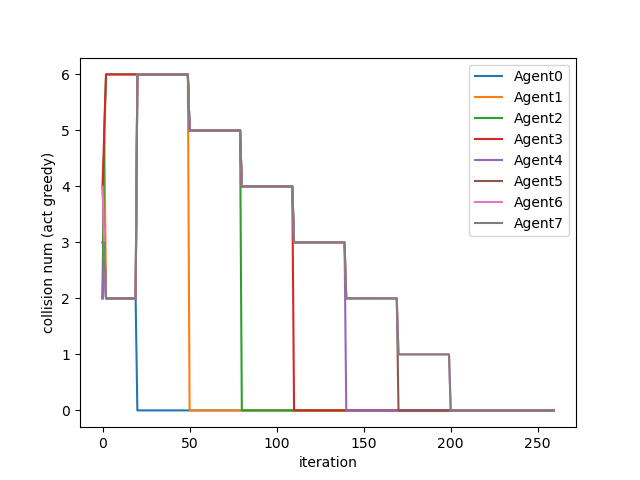 6
5
4
3
2
1
0
collision num (act greedy)
0
50
100
150
200
250
iteration
Agent0
Agent1
Agent2
Agent3
Agent4
Agent5
Agent6
Agent7